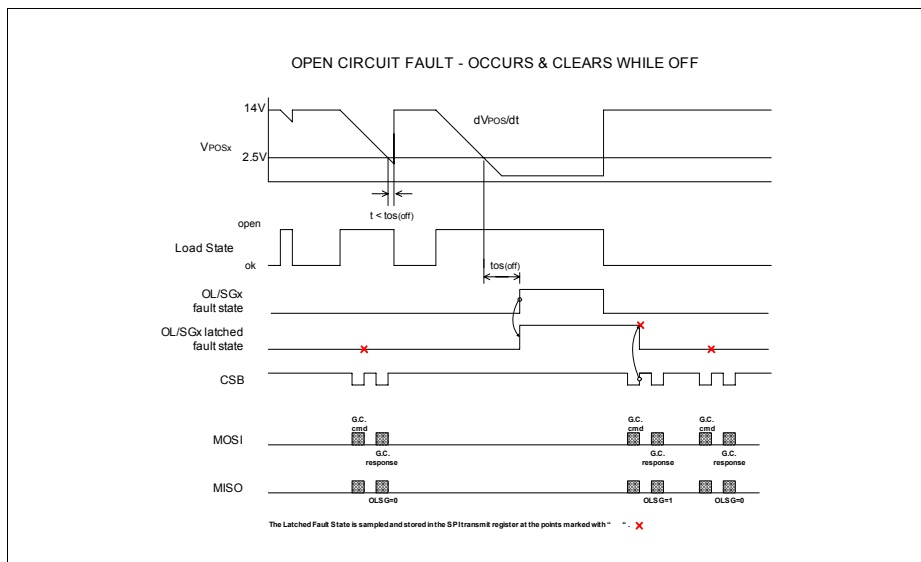 OPEN CIRCUIT FAULT - OCCURS & CLEARS WHILE OFF
14V
dVPOS/dt
VPOSx
2.5V
t < tos(off)
open
Load State
ok
tos(off)
OL/SGx
fault state
OL/SGx latched
fault state
CSB
G.C.
cmd
G.C.
cmd
G.C.
cmd
MOSI
G.C.
response
G.C.
response
G.C.
response
MISO
OLSG=0
OLSG=1
OLSG=0
The Latched Fault State is sampled and stored in the SPI transmit register at the points marked with “ “ .